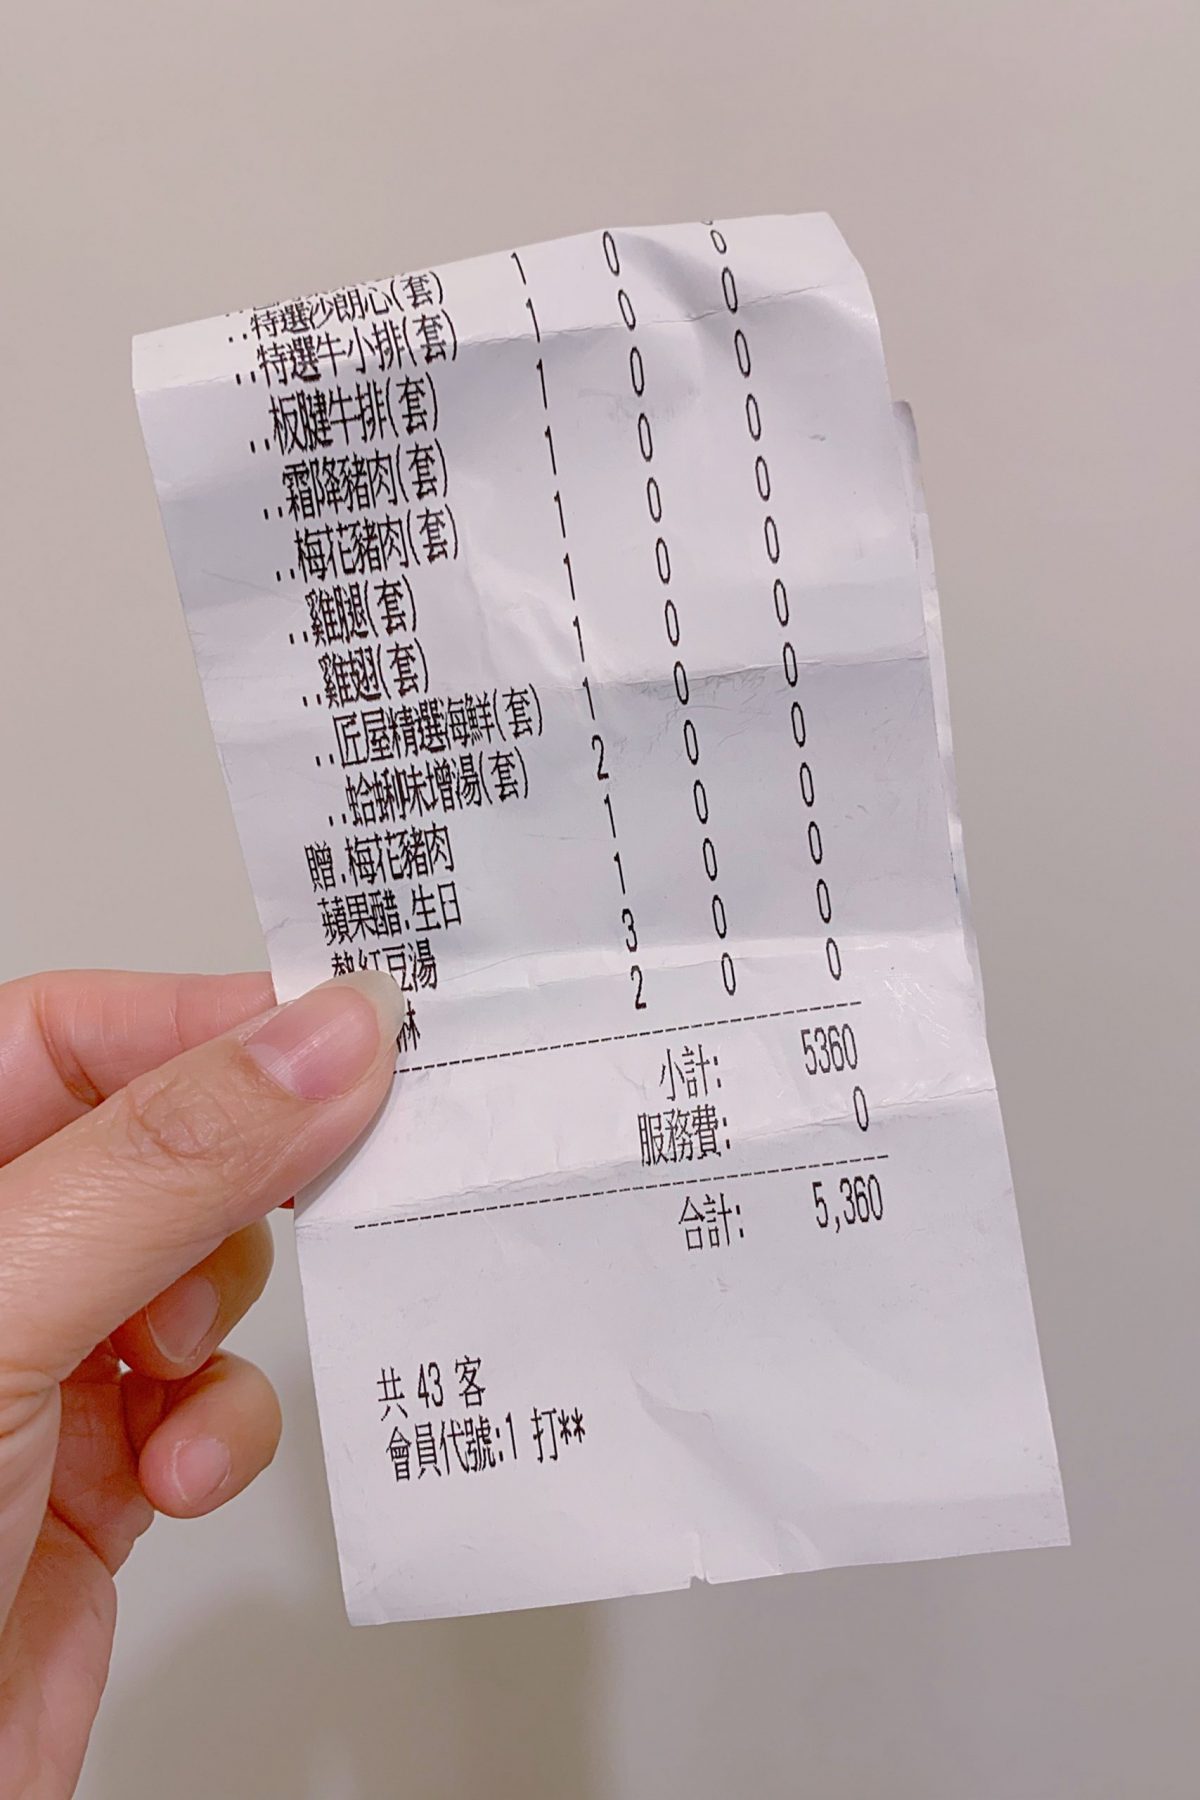 ..特選沙朗心(套) 1 0 0
..特選牛小排(套) 1 0 0
..板腱牛排(套) 1 0 0
..霜降豬肉(套) 1 0 0
..梅花豬肉(套) 1 0 0
..雞腿(套) 1 0 0
..雞翅(套) 1 0 0
..匠屋精選海鮮(套) 1 0 0
..蛤蜊味增湯(套) 2 0 0
贈.梅花豬肉 1 0 0
蘋果醋.生日 1 0 0
熱紅豆湯 3 0 0
林 2 0 0
小計: 5360
服務費: 0
合計: 5,360
共 43 客
會員代號:1 打**